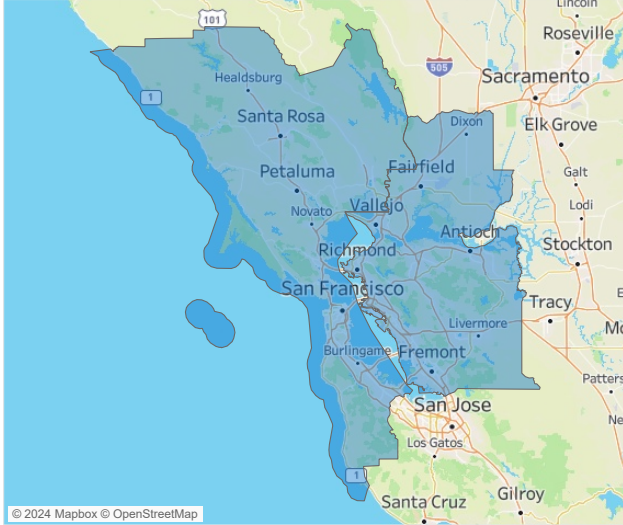 Lincoln
101
Roseville
505
Sacramento
Healdsburg
1
Santa Rosa
Dixon
Elk Grove
Petaluma
Fairfield
Galt
Novato
Vallejo
Lodi
Antioch
Richmond
Stockton
San Francisco
Tracy
Livermore
Burlingame
Fremont
Patters
San Jose
Los Gatos
1
Santa Cruz
Gilroy
© 2024 Mapbox © OpenStreetMap